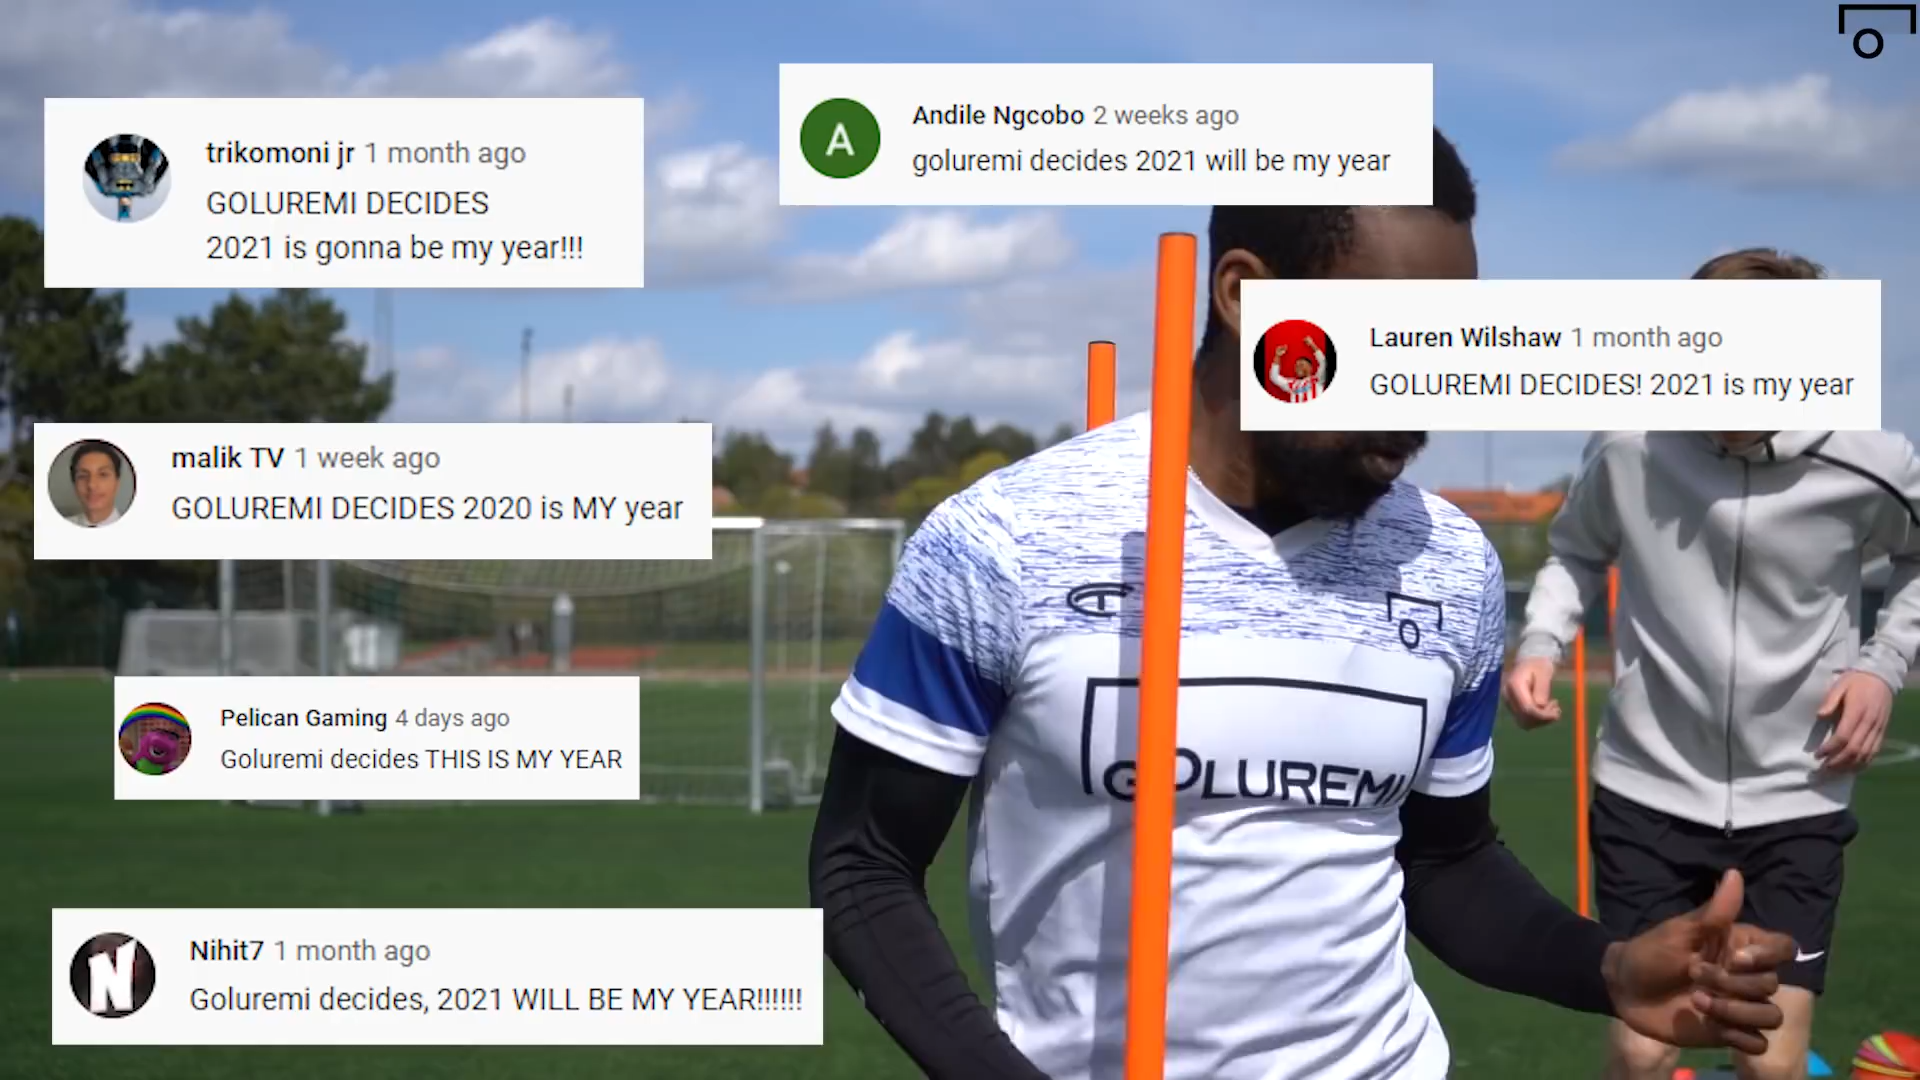 Andile Ngcobo 2 weeks ago
goluremi decides 2021 will be my year
trikomoni jr 1 month ago
GOLUREMI DECIDES
2021 is gonna be my year!!!
Lauren Wilshaw 1 month ago
GOLUREMI DECIDES! 2021 is my year
malik TV 1 week ago
GOLUREMI DECIDES 2020 is MY year
Pelican Gaming 4 days ago
Goluremi decides THIS IS MY YEAR
Nihit7 1 month ago
Goluremi decides, 2021 WILL BE MY YEAR!!!!!!
GOLUREMI
A
N